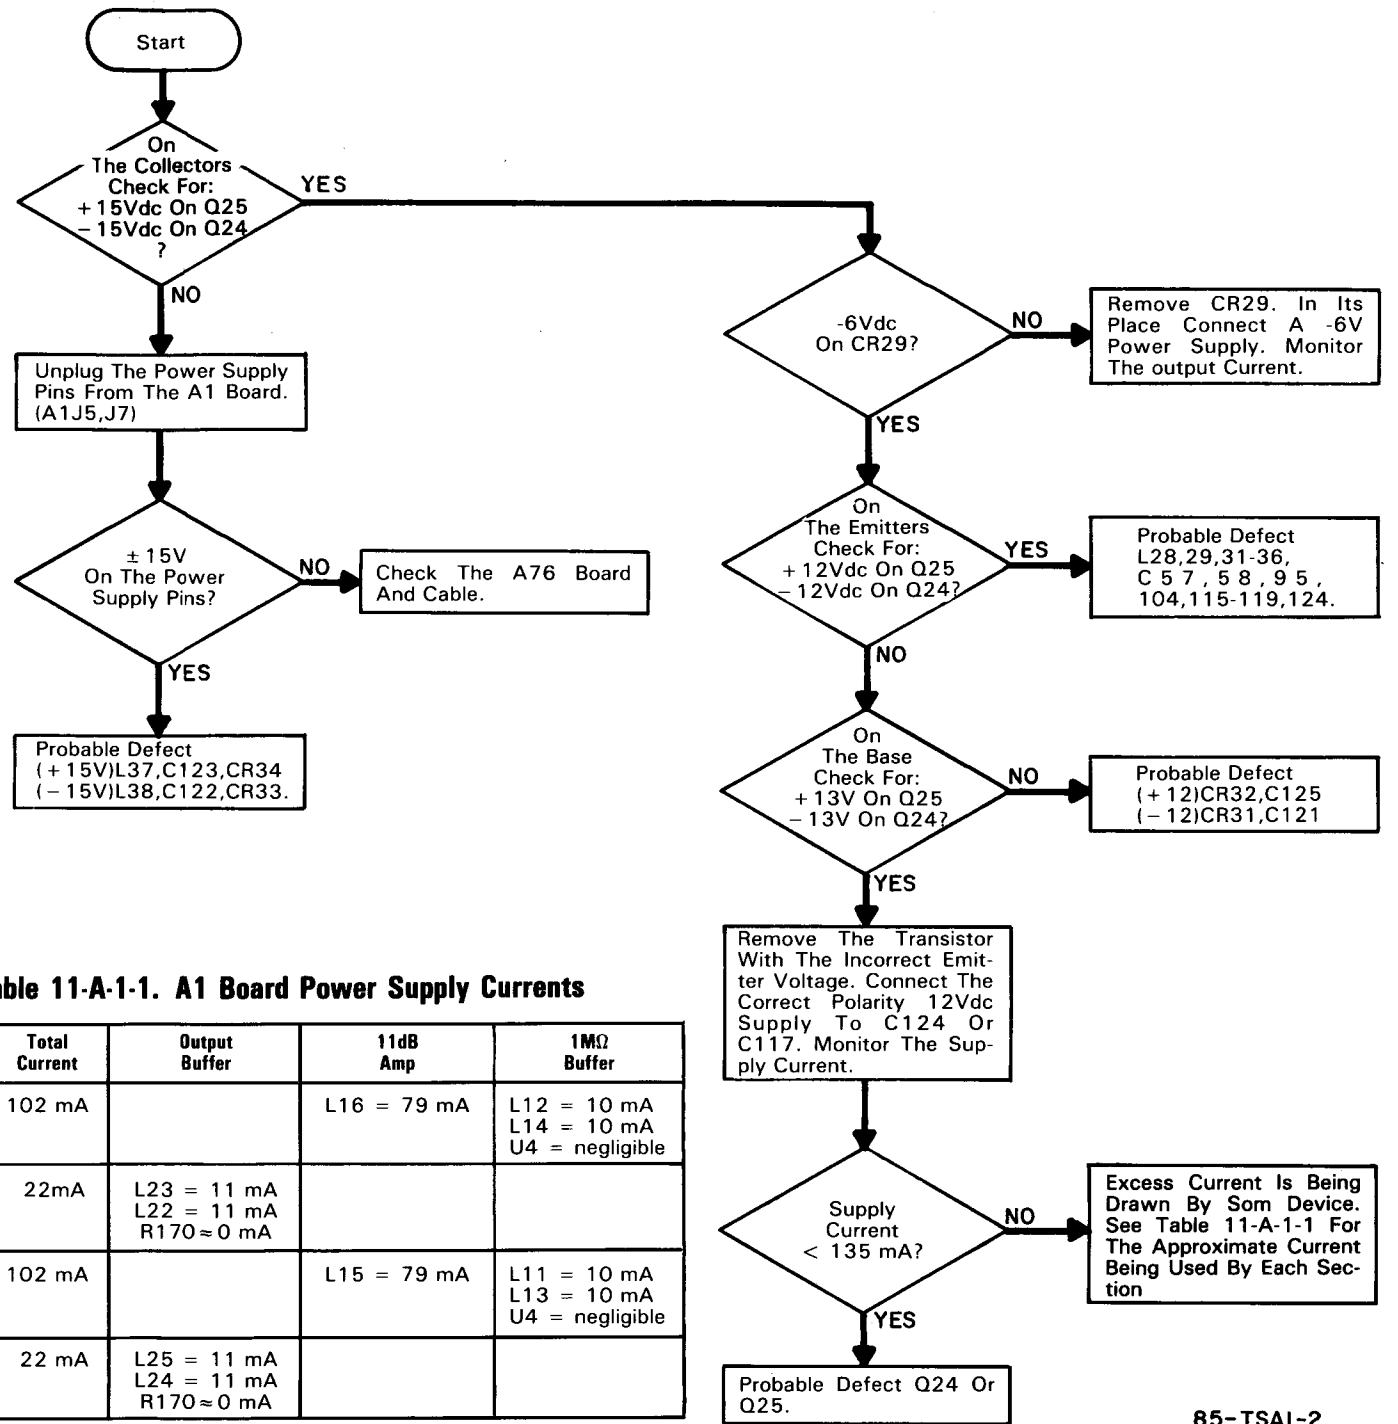 Start
On
The Collectors
Check For:
+15Vdc On Q25
-15Vdc On Q24
?
YES
NO
Unplug The Power Supply
Pins From The A1 Board.
(A1J5,J7)
±15V
On The Power
Supply Pins?
NO
Check The A76 Board
And Cable.
YES
Probable Defect
(+15V)L37,C123,CR34
(-15V)L38,C122,CR33.
-6Vdc
On CR29?
NO
Remove CR29. In Its
Place Connect A -6V
Power Supply. Monitor
The output Current.
YES
On
The Emitters
Check For:
+12Vdc On Q25
-12Vdc On Q24?
YES
Probable Defect
L28,29,31-36,
C57,58,95,
104,115-119,124.
NO
On
The Base
Check For:
+13V On Q25
-13V On Q24?
NO
Probable Defect
(+12)CR32,C125
(-12)CR31,C121
YES
Remove The Transistor
With The Incorrect Emit-
ter Voltage. Connect The
Correct Polarity 12Vdc
Supply To C124 Or
C117. Monitor The Sup-
ply Current.
Supply
Current
< 135 mA?
NO
Excess Current Is Being
Drawn By Som Device.
See Table 11-A-1-1 For
The Approximate Current
Being Used By Each Sec-
tion
YES
Probable Defect Q24 Or
Q25.
11-A-1-1. A1 Board Power Supply Currents
Total Current Output Buffer 11dB Amp 1MΩ Buffer
102 mA L16 = 79 mA L12 = 10 mA
L14 = 10 mA
U4 = negligible
22mA L23 = 11 mA
L22 = 11 mA
R170≈0 mA
102 mA L15 = 79 mA L11 = 10 mA
L13 = 10 mA
U4 = negligible
22 mA L25 = 11 mA
L24 = 11 mA
R170≈0 mA